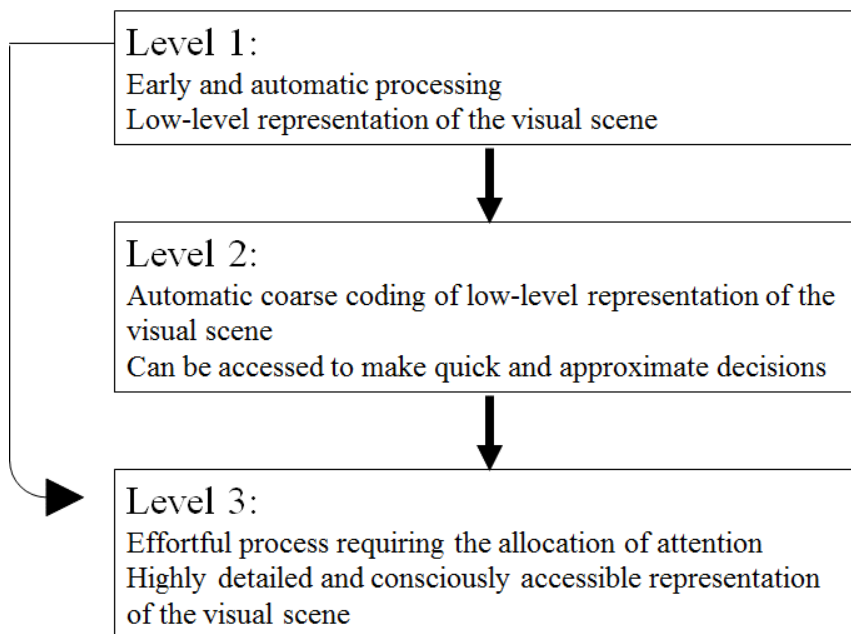 Level 1:
Early and automatic processing
Low-level representation of the visual scene
Level 2:
Automatic coarse coding of low-level representation of the
visual scene
Can be accessed to make quick and approximate decisions
Level 3:
Effortful process requiring the allocation of attention
Highly detailed and consciously accessible representation
of the visual scene